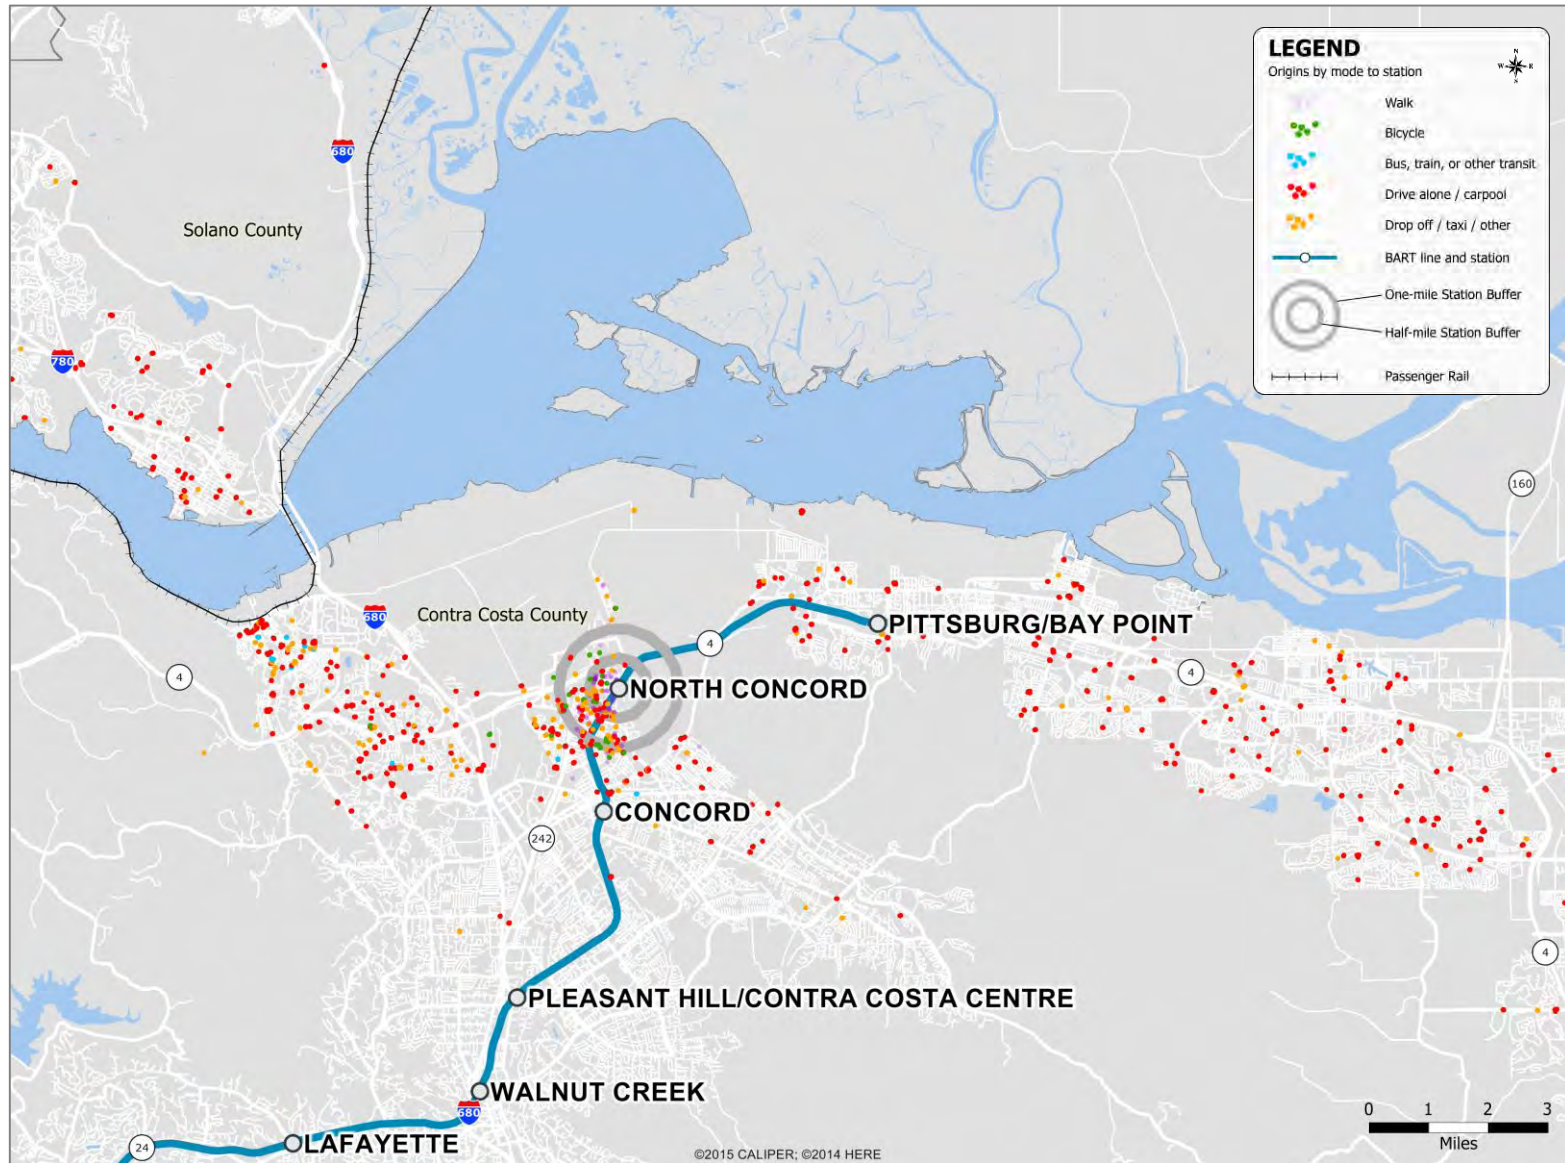 LEGEND
Origins by mode to station
N
W E
S
Walk
Bicycle
Bus, train, or other transit
Drive alone / carpool
Drop off / taxi / other
BART line and station
One-mile Station Buffer
Half-mile Station Buffer
Passenger Rail
680
Solano County
780
160
680
Contra Costa County
4
PITTSBURG/BAY POINT
4
4
NORTH CONCORD
CONCORD
242
4
PLEASANT HILL/CONTRA COSTA CENTRE
WALNUT CREEK
680
LAFAYETTE
24
0 1 2 3
Miles
©2015 CALIPER; ©2014 HERE